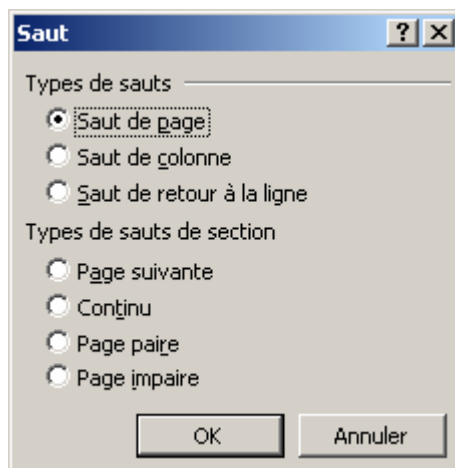 Saut
Types de sauts
Saut de page
Saut de colonne
Saut de retour à la ligne
Types de sauts de section
Page suivante
Continu
Page paire
Page impaire
OK Annuler